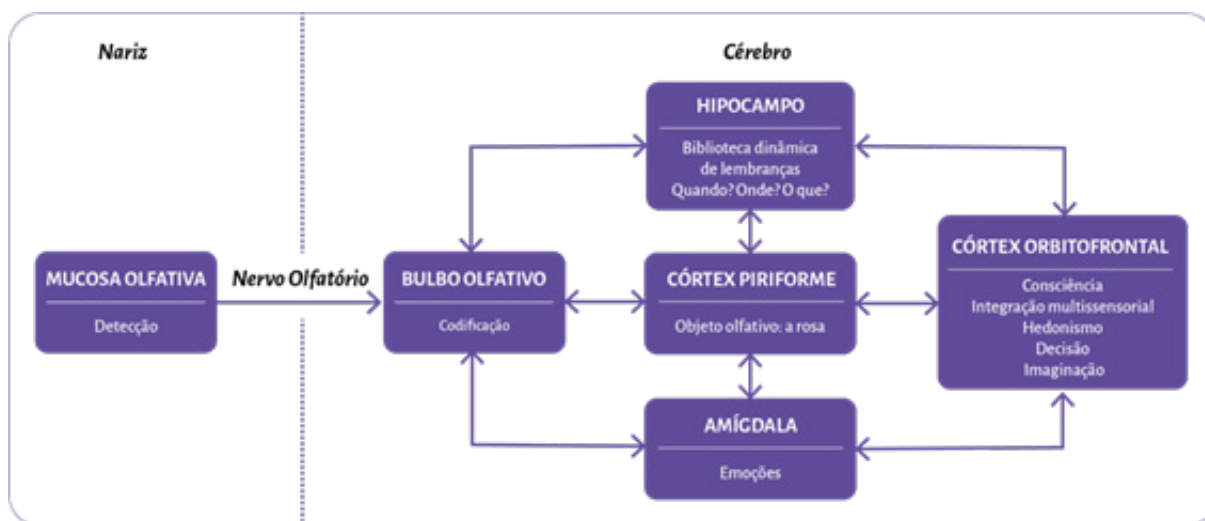 Nariz
Cérebro
HIPOCAMPO
Biblioteca dinâmica
de lembranças
Quando? Onde? O que?
MUCOSA OLFATIVA
Detecção
Nervo Olfatório
BULBO OLFATIVO
Codificação
CÓRTEX PIRIFORME
Objeto olfativo: a rosa
CÓRTEX ORBITOFRONTAL
Consciência
Integração multissensorial
Hedonismo
Decisão
Imaginação
AMÍGDALA
Emoções